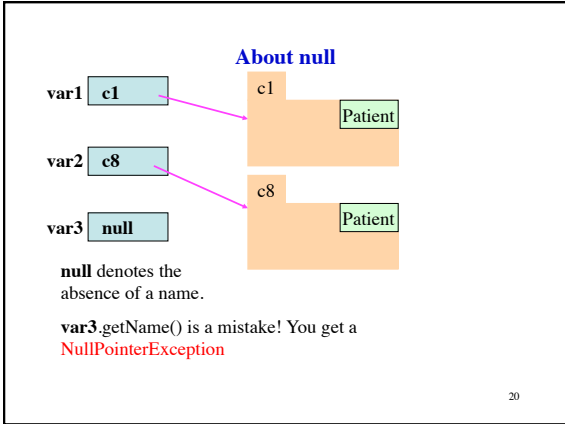 About null
var1 c1
c1
Patient
var2 c8
c8
Patient
var3 null
null denotes the
absence of a name.
var3.getName() is a mistake! You get a
NullPointerException
20